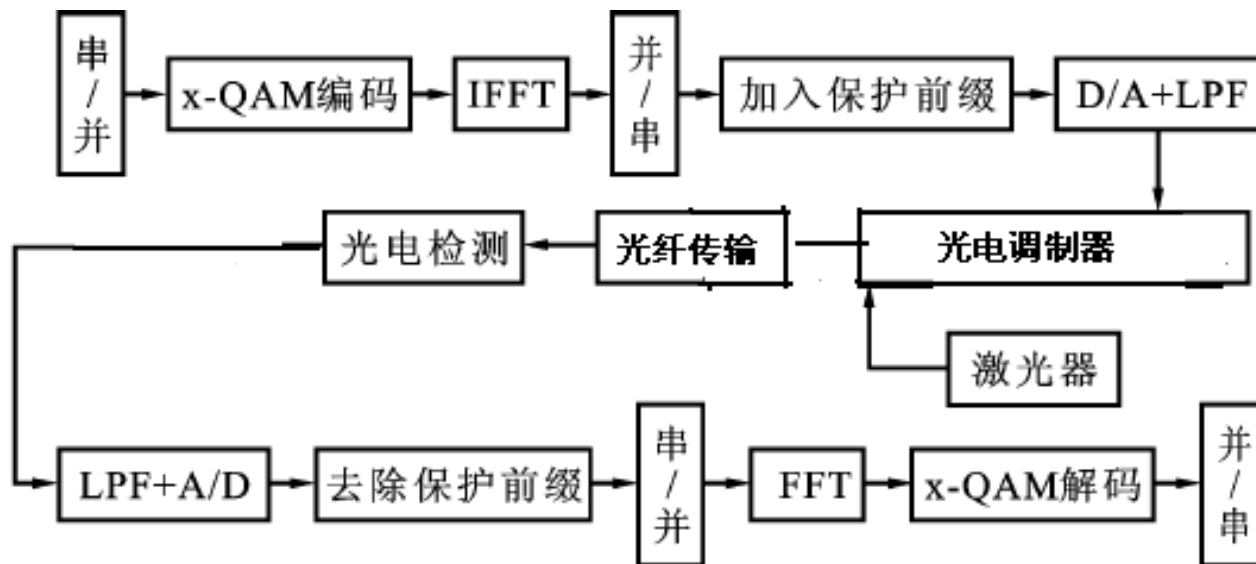 串/并
x-QAM编码
IFFT
并/串
加入保护前缀
D/A+LPF
光电检测
光纤传输
光电调制器
激光器
LPF+A/D
去除保护前缀
串/并
FFT
x-QAM解码
并/串